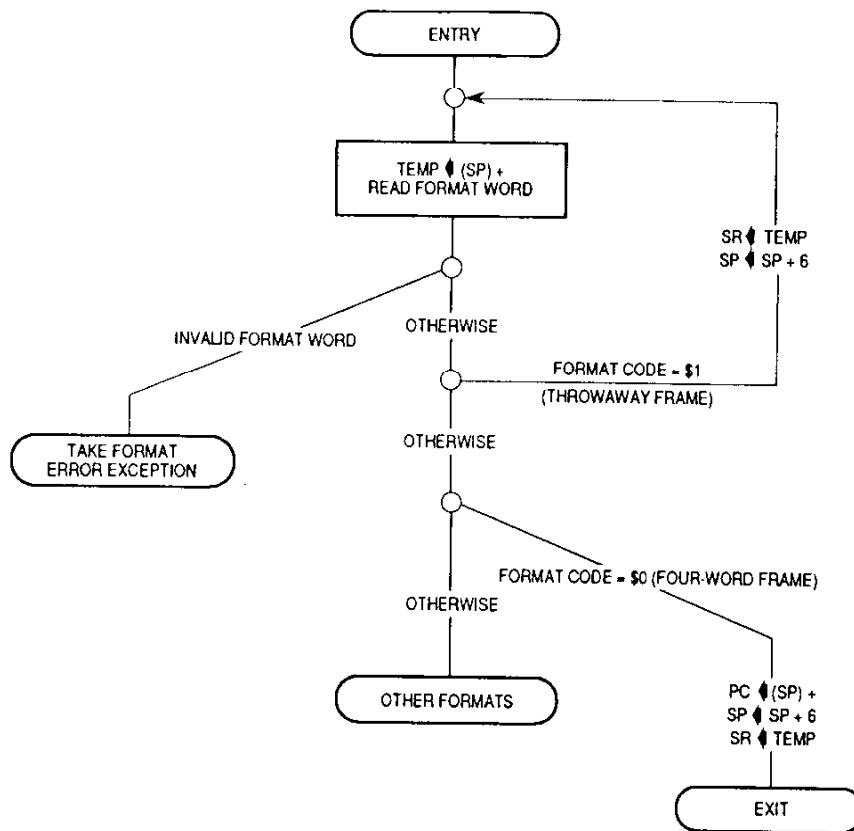 ENTRY
TEMP ◖ (SP) +
READ FORMAT WORD
SR ◖ TEMP
SP ◖ SP + 6
INVALID FORMAT WORD
OTHERWISE
FORMAT CODE = $1
(THROWAWAY FRAME)
TAKE FORMAT
ERROR EXCEPTION
OTHERWISE
FORMAT CODE = $0 (FOUR-WORD FRAME)
OTHERWISE
OTHER FORMATS
PC ◖ (SP) +
SP ◖ SP + 6
SR ◖ TEMP
EXIT